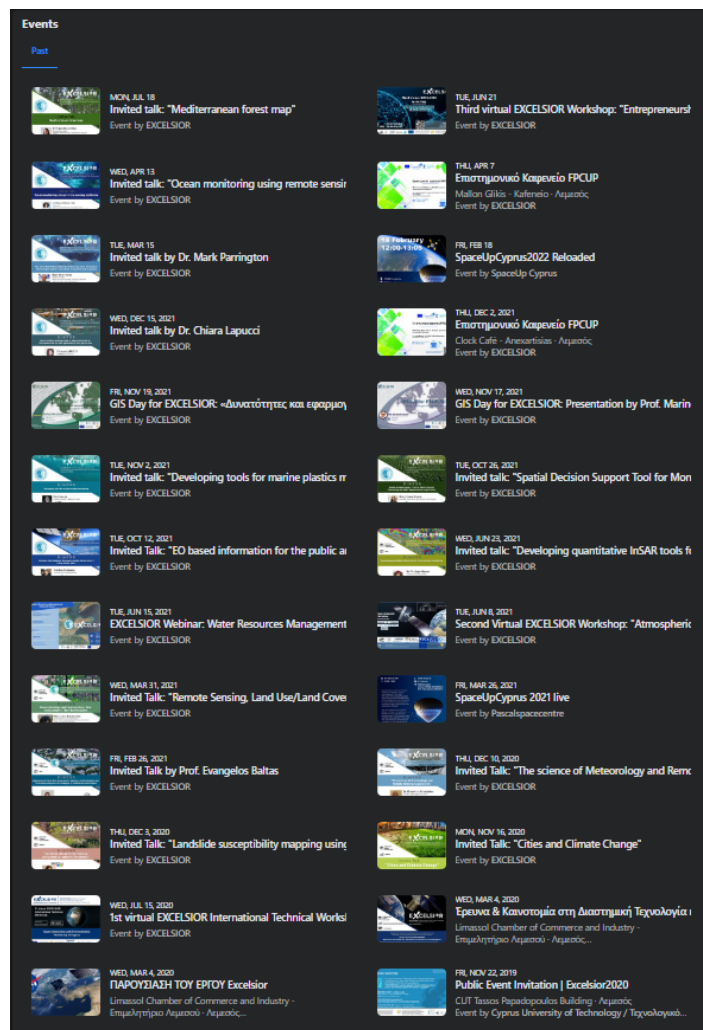 Events
Past
MON, JUL 18
Invited talk: "Mediterranean forest map"
Event by EXCELSIOR
TUE, JUN 21
Third virtual EXCELSIOR Workshop: "Entrepreneursh
Event by EXCELSIOR
WED, APR 13
Invited talk: "Ocean monitoring using remote sensir
Event by EXCELSIOR
THU, APR 7
Επιστημονικό Καφενείο FPCUP
Mallon Glikis - Kafeneio · Λεμεσός
Event by EXCELSIOR
TUE, MAR 15
Invited talk by Dr. Mark Parrington
Event by EXCELSIOR
18 February
12:00-13:05
FRI, FEB 18
SpaceUpCyprus2022 Reloaded
Event by SpaceUp Cyprus
WED, DEC 15, 2021
Invited talk by Dr. Chiara Lapucci
Event by EXCELSIOR
THU, DEC 2, 2021
Επιστημονικό Καφενείο FPCUP
Clock Café - Anexartisias · Λεμεσός
Event by EXCELSIOR
FRI, NOV 19, 2021
GIS Day for EXCELSIOR: «Δυνατότητες και εφαρμογ
Event by EXCELSIOR
WED, NOV 17, 2021
GIS Day for EXCELSIOR: Presentation by Prof. Marin
Event by EXCELSIOR
TUE, NOV 2, 2021
Invited talk: "Developing tools for marine plastics m
Event by EXCELSIOR
TUE, OCT 26, 2021
Invited talk: "Spatial Decision Support Tool for Mon
Event by EXCELSIOR
TUE, OCT 12, 2021
Invited Talk: "EO based information for the public ar
Event by EXCELSIOR
WED, JUN 23, 2021
Invited talk: "Developing quantitative InSAR tools fo
Event by EXCELSIOR
TUE, JUN 15, 2021
EXCELSIOR Webinar: Water Resources Management
Event by EXCELSIOR
TUE, JUN 8, 2021
Second Virtual EXCELSIOR Workshop: "Atmospheric
Event by EXCELSIOR
WED, MAR 31, 2021
Invited Talk: "Remote Sensing, Land Use/Land Cove
Event by EXCELSIOR
FRI, MAR 26, 2021
SpaceUpCyprus 2021 live
Event by Pascalspacecentre
FRI, FEB 26, 2021
Invited Talk by Prof. Evangelos Baltas
Event by EXCELSIOR
THU, DEC 10, 2020
Invited Talk: "The science of Meteorology and Remo
Event by EXCELSIOR
THU, DEC 3, 2020
Invited Talk: "Landslide susceptibility mapping using
Event by EXCELSIOR
MON, NOV 16, 2020
Invited Talk: "Cities and Climate Change"
Event by EXCELSIOR
WED, JUL 15, 2020
1st virtual EXCELSIOR International Technical Worksh
Event by EXCELSIOR
WED, MAR 4, 2020
Έρευνα & Καινοτομία στη Διαστημική Τεχνολογία
Limassol Chamber of Commerce and Industry -
Επιμελητήριο Λεμεσού · Λεμεσός...
WED, MAR 4, 2020
ΠΑΡΟΥΣΙΑΣΗ ΤΟΥ ΕΡΓΟΥ Excelsior
Limassol Chamber of Commerce and Industry -
Επιμελητήριο Λεμεσού · Λεμεσός...
FRI, NOV 22, 2019
Public Event Invitation | Excelsior2020
CUT Tassos Papadopoulos Building · Λεμεσός
Event by Cyprus University of Technology / Τεχνολογικό...